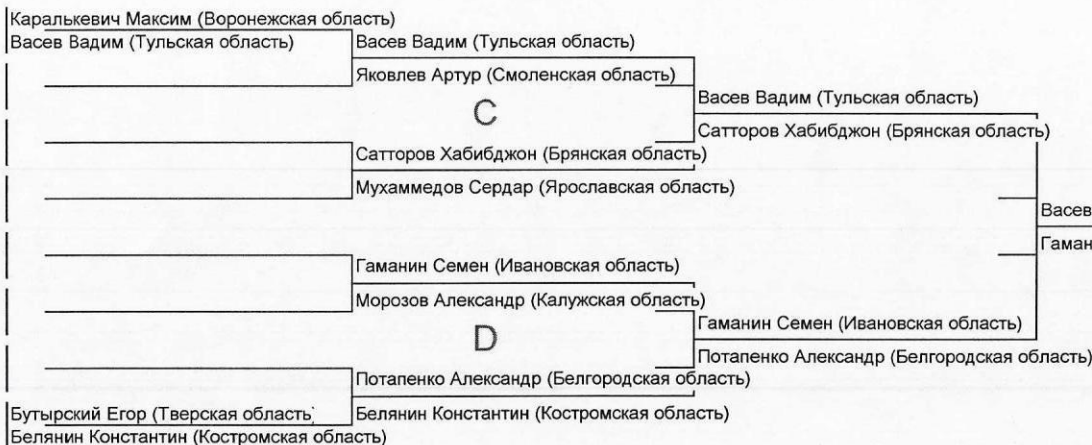 Каралькевич Максим (Воронежская область)
Васев Вадим (Тульская область)
Васев Вадим (Тульская область)
Яковлев Артур (Смоленская область)
C
Васев Вадим (Тульская область)
Сатторов Хабибджон (Брянская область)
Сатторов Хабибджон (Брянская область)
Мухаммедов Сердар (Ярославская область)
Васев
Гаман
Гаманин Семен (Ивановская область)
Морозов Александр (Калужская область)
D
Гаманин Семен (Ивановская область)
Потапенко Александр (Белгородская область)
Потапенко Александр (Белгородская область)
Бутырский Егор (Тверская область)
Белянин Константин (Костромская область)
Белянин Константин (Костромская область)